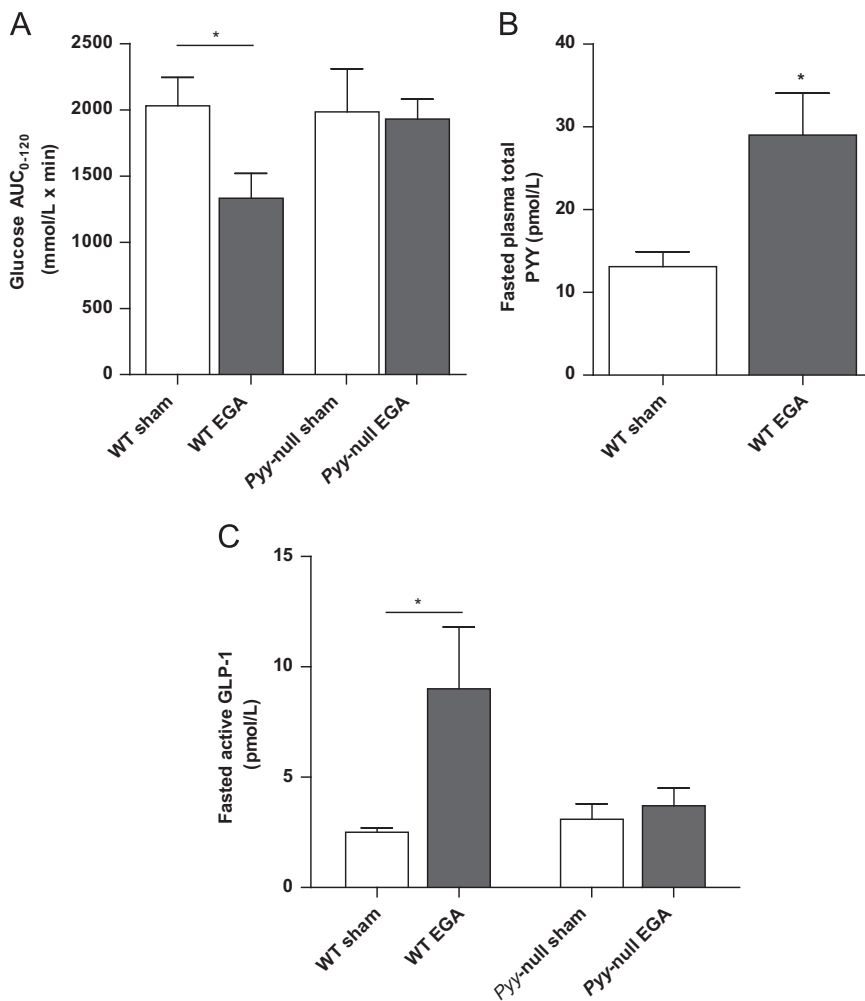 A
Glucose AUC0-120
(mmol/L x min)
2500
2000
1500
1000
500
0
*
WT sham
WT EGA
Pyy-null sham
Pyy-null EGA
B
Fasted plasma total
PYY (pmol/L)
40
30
20
10
0
*
WT sham
WT EGA
C
Fasted active GLP-1
(pmol/L)
15
10
5
0
*
WT sham
WT EGA
Pyy-null sham
Pyy-null EGA